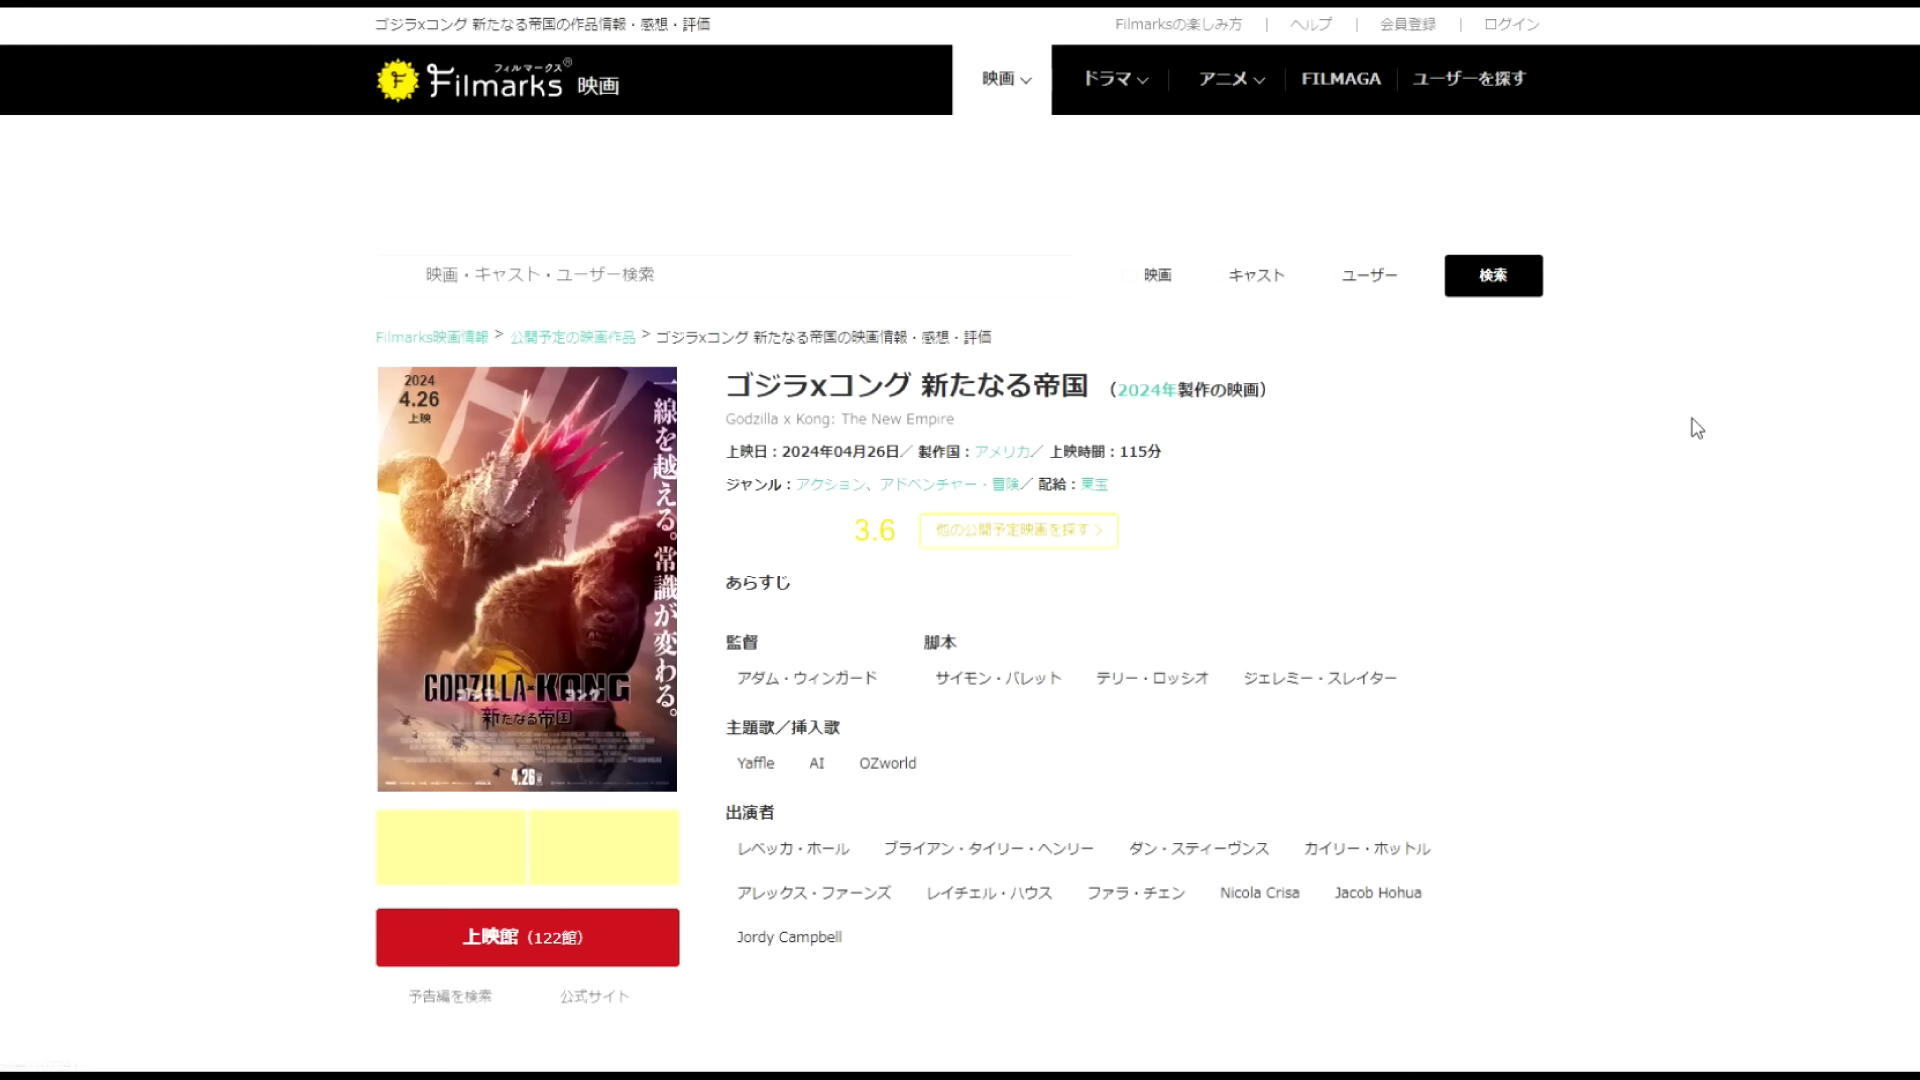 ゴジラxコング 新たなる帝国の作品情報・感想・評価
Filmarksの楽しみ方 | ヘルプ | 会員登録 | ログイン
フィルマークス®
Filmarks 映画
映画 ドラマ アニメ FILMAGA ユーザーを探す
映画・キャスト・ユーザー検索 映画 キャスト ユーザー 検索
Filmarks映画情報 > 公開予定の映画作品 > ゴジラxコング 新たなる帝国の映画情報・感想・評価
2024
4.26
上映
一線を越える。常識が変わる。
GODZILLA x KONG
ゴジラ コング
新たなる帝国
4.26
ゴジラxコング 新たなる帝国 (2024年製作の映画)
Godzilla x Kong: The New Empire
上映日:2024年04月26日/ 製作国:アメリカ/ 上映時間:115分
ジャンル:アクション、アドベンチャー・冒険/ 配給:東宝
3.6 他の公開予定映画を探す >
あらすじ
監督 脚本
アダム・ウィンガード サイモン・バレット テリー・ロッシオ ジェレミー・スレイター
主題歌/挿入歌
Yaffle AI OZworld
出演者
レベッカ・ホール ブライアン・タイリー・ヘンリー ダン・スティーヴンス カイリー・ホットル
アレックス・ファーンズ レイチェル・ハウス ファラ・チェン Nicola Crisa Jacob Hohua
Jordy Campbell
上映館(122館)
予告編を検索 公式サイト